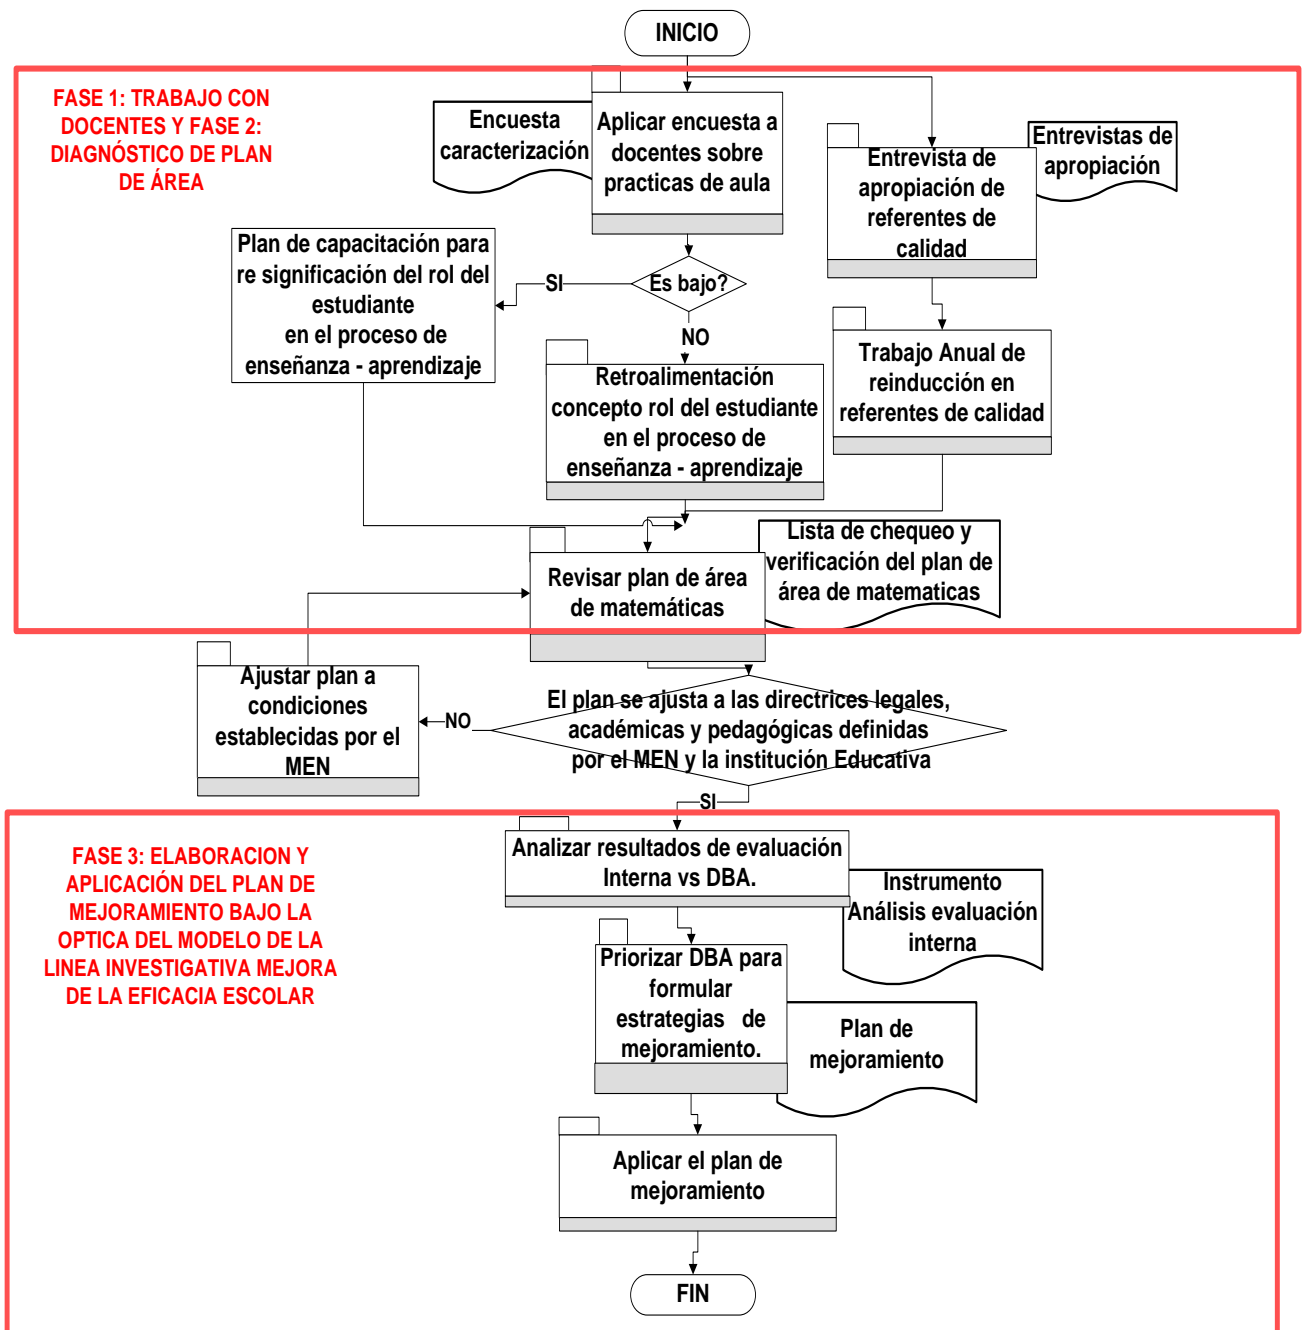 INICIO
FASE 1: TRABAJO CON
DOCENTES Y FASE 2:
DIAGNÓSTICO DE PLAN
DE ÁREA
Encuesta
caracterización
Aplicar encuesta a
docentes sobre
practicas de aula
Entrevista de
apropiación de
referentes de
calidad
Entrevistas de
apropiación
Plan de capacitación para
re significación del rol del
estudiante
en el proceso de
enseñanza - aprendizaje
SI
Es bajo?
NO
Retroalimentación
concepto rol del estudiante
en el proceso de
enseñanza - aprendizaje
Trabajo Anual de
reinducción en
referentes de calidad
Revisar plan de área
de matemáticas
Lista de chequeo y
verificación del plan de
área de matematicas
Ajustar plan a
condiciones
establecidas por el
MEN
NO
El plan se ajusta a las directrices legales,
académicas y pedagógicas definidas
por el MEN y la institución Educativa
SI
FASE 3: ELABORACION Y
APLICACIÓN DEL PLAN DE
MEJORAMIENTO BAJO LA
OPTICA DEL MODELO DE LA
LINEA INVESTIGATIVA MEJORA
DE LA EFICACIA ESCOLAR
Analizar resultados de evaluación
Interna vs DBA.
Instrumento
Análisis evaluación
interna
Priorizar DBA para
formular
estrategias de
mejoramiento.
Plan de
mejoramiento
Aplicar el plan de
mejoramiento
FIN